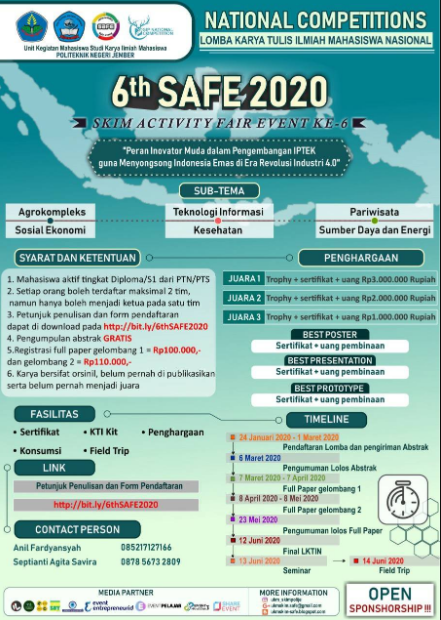 NATIONAL COMPETITIONS
LOMBA KARYA TULIS ILMIAH MAHASISWA NASIONAL
Unit Kegiatan Mahasiswa Studi Karya Ilmiah Mahasiswa
POLITEKNIK NEGERI JEMBER
6th SAFE 2020
SKIM ACTIVITY FAIR EVENT KE-6
"Peran Inovator Muda dalam Pengembangan IPTEK
guna Menyongsong Indonesia Emas di Era Revolusi Industri 4.0"
SUB-TEMA
Agrokompleks
Teknologi Informasi
Pariwisata
Sosial Ekonomi
Kesehatan
Sumber Daya dan Energi
SYARAT DAN KETENTUAN
1. Mahasiswa aktif tingkat Diploma/S1 dari PTN/PTS
2. Setiap orang boleh terdaftar maksimal 2 tim,
namun hanya boleh menjadi ketua pada satu tim
3. Petunjuk penulisan dan form pendaftaran
dapat di download pada http://bit.ly/6thSAFE2020
4. Pengumpulan abstrak GRATIS
5.Registrasi full paper gelombang 1 = Rp100.000,-
dan gelombang 2 = Rp110.000,-
6. Karya bersifat orsinil, belum pernah di publikasikan
serta belum pernah menjadi juara
PENGHARGAAN
JUARA 1 Trophy + sertifikat + uang Rp3.000.000 Rupiah
JUARA 2 Trophy + sertifikat + uang Rp2.000.000 Rupiah
JUARA 3 Trophy + sertifikat + uang Rp1.000.000 Rupiah
BEST POSTER
Sertifikat + uang pembinaan
BEST PRESENTATION
Sertifikat + uang pembinaan
BEST PROTOTYPE
Sertifikat + uang pembinaan
FASILITAS
• Sertifikat • KTI Kit • Penghargaan
• Konsumsi • Field Trip
LINK
Petunjuk Penulisan dan Form Pendaftaran
http://bit.ly/6thSAFE2020
CONTACT PERSON
Anil Fardyansyah 085217127166
Septianti Agita Savira 0878 5673 2809
TIMELINE
24 Januari 2020 - 1 Maret 2020
Pendaftaran Lomba dan pengiriman Abstrak
6 Maret 2020
Pengumuman Lolos Abstrak
7 Maret 2020 - 7 April 2020
Full Paper gelombang 1
8 April 2020 - 8 Mei 2020
Full Paper gelombang 2
23 Mei 2020
Pengumuman lolos Full Paper
12 Juni 2020
Final LKTIN
13 Juni 2020
Seminar
14 Juni 2020
Field Trip
MEDIA PARTNER
event entrepreneurid
EVENT PELAJAR
SHARE EVENT
MORE INFORMATION
OPEN
SPONSHORSHIP !!!